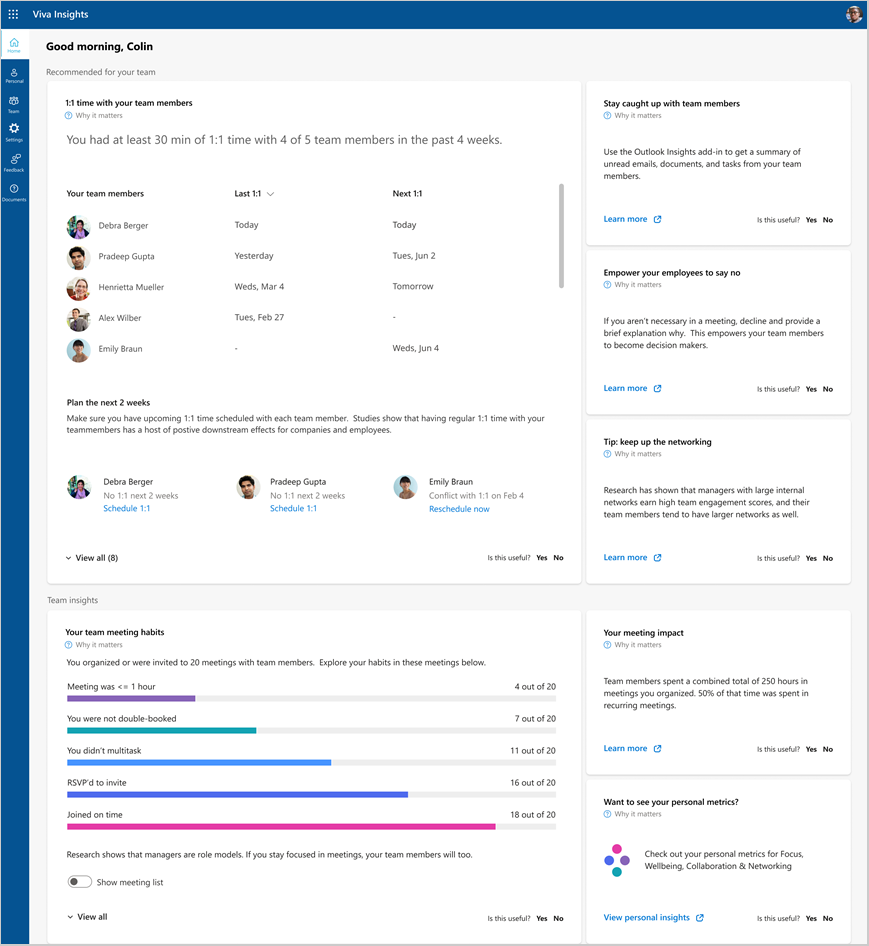 Viva Insights
Home
Personal
Team
Settings
Feedback
Documents
Good morning, Colin
Recommended for your team
1:1 time with your team members
Why it matters
You had at least 30 min of 1:1 time with 4 of 5 team members in the past 4 weeks.
Your team members Last 1:1 Next 1:1
Debra Berger Today Today
Pradeep Gupta Yesterday Tues, Jun 2
Henrietta Mueller Weds, Mar 4 Tomorrow
Alex Wilber Tues, Feb 27 -
Emily Braun - Weds, Jun 4
Plan the next 2 weeks
Make sure you have upcoming 1:1 time scheduled with each team member. Studies show that having regular 1:1 time with your
teammembers has a host of postive downstream effects for companies and employees.
Debra Berger
No 1:1 next 2 weeks
Schedule 1:1
Pradeep Gupta
No 1:1 next 2 weeks
Schedule 1:1
Emily Braun
Conflict with 1:1 on Feb 4
Reschedule now
View all (8)
Is this useful? Yes No
Stay caught up with team members
Why it matters
Use the Outlook Insights add-in to get a summary of
unread emails, documents, and tasks from your team
members.
Learn more
Is this useful? Yes No
Empower your employees to say no
Why it matters
If you aren't necessary in a meeting, decline and provide a
brief explanation why. This empowers your team members
to become decision makers.
Learn more
Is this useful? Yes No
Tip: keep up the networking
Why it matters
Research has shown that managers with large internal
networks earn high team engagement scores, and their
team members tend to have larger networks as well.
Learn more
Is this useful? Yes No
Team insights
Your team meeting habits
Why it matters
You organized or were invited to 20 meetings with team members. Explore your habits in these meetings below.
Meeting was <= 1 hour 4 out of 20
You were not double-booked 7 out of 20
You didn't multitask 11 out of 20
RSVP'd to invite 16 out of 20
Joined on time 18 out of 20
Research shows that managers are role models. If you stay focused in meetings, your team members will too.
Show meeting list
View all
Is this useful? Yes No
Your meeting impact
Why it matters
Team members spent a combined total of 250 hours in
meetings you organized. 50% of that time was spent in
recurring meetings.
Learn more
Is this useful? Yes No
Want to see your personal metrics?
Why it matters
Check out your personal metrics for Focus,
Wellbeing, Collaboration & Networking
View personal insights
Is this useful? Yes No